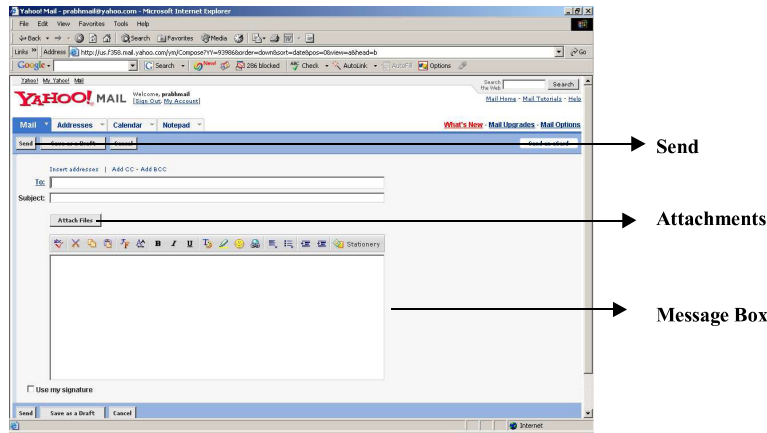 Yahoo! Mail - prabhmail@yahoo.com - Microsoft Internet Explorer
File Edit View Favorites Tools Help
Back Search Favorites Media
Links » Address http://us.f358.mail.yahoo.com/ym/Compose?YY=93986&order=down&sort=date&pos=0&view=a&head=b Go
Google Search New! 286 blocked Check AutoLink AutoFill Options
Yahoo! My Yahoo! Mail Search the Web Search
YAHOO! MAIL Welcome, prabhmail
[Sign Out, My Account] Mail Home - Mail Tutorials - Help
Mail Addresses Calendar Notepad What's New - Mail Upgrades - Mail Options
Send Save as a Draft Cancel Send an eCard Send
Insert addresses | Add CC - Add BCC
To:
Subject:
Attach Files Attachments
B I U Stationery
Message Box
Use my signature
Send Save as a Draft Cancel
Internet